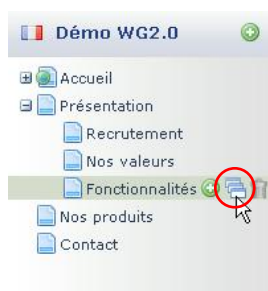 Démo WG2.0
Accueil
Présentation
Recrutement
Nos valeurs
Fonctionnalités
Nos produits
Contact